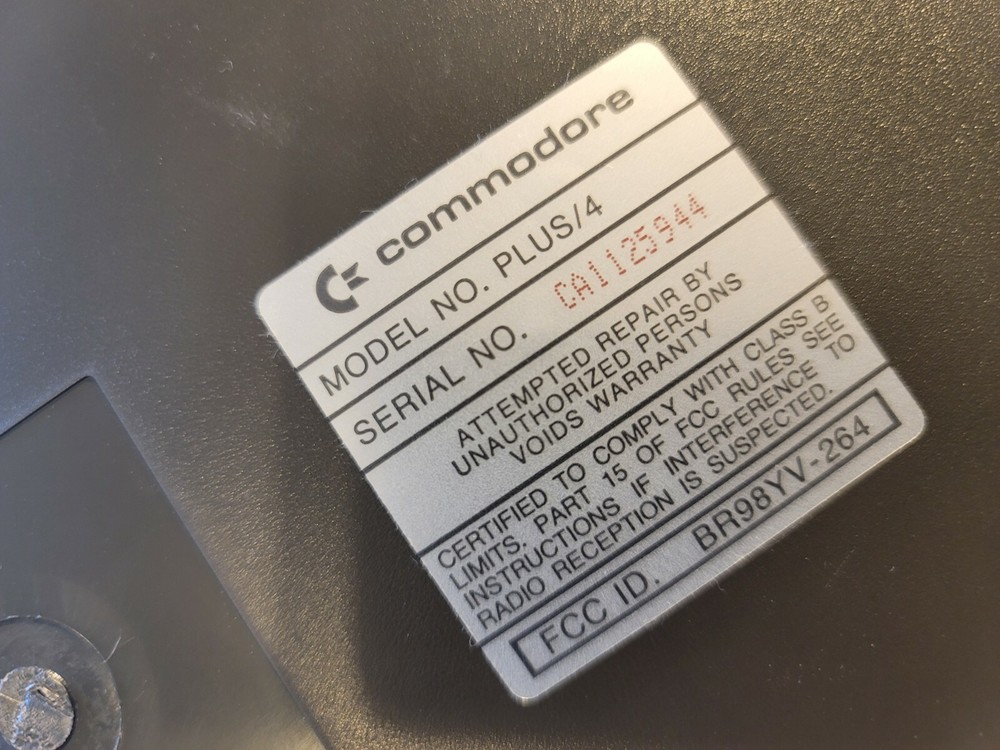 commodore
MODEL NO. PLUS/4
SERIAL NO. CA1125944
ATTEMPTED REPAIR BY
UNAUTHORIZED PERSONS
VOIDS WARRANTY
CERTIFIED TO COMPLY WITH CLASS B
LIMITS. PART 15 OF FCC RULES SEE
INSTRUCTIONS IF INTERFERENCE TO
RADIO RECEPTION IS SUSPECTED.
FCC ID. BR98YV-264